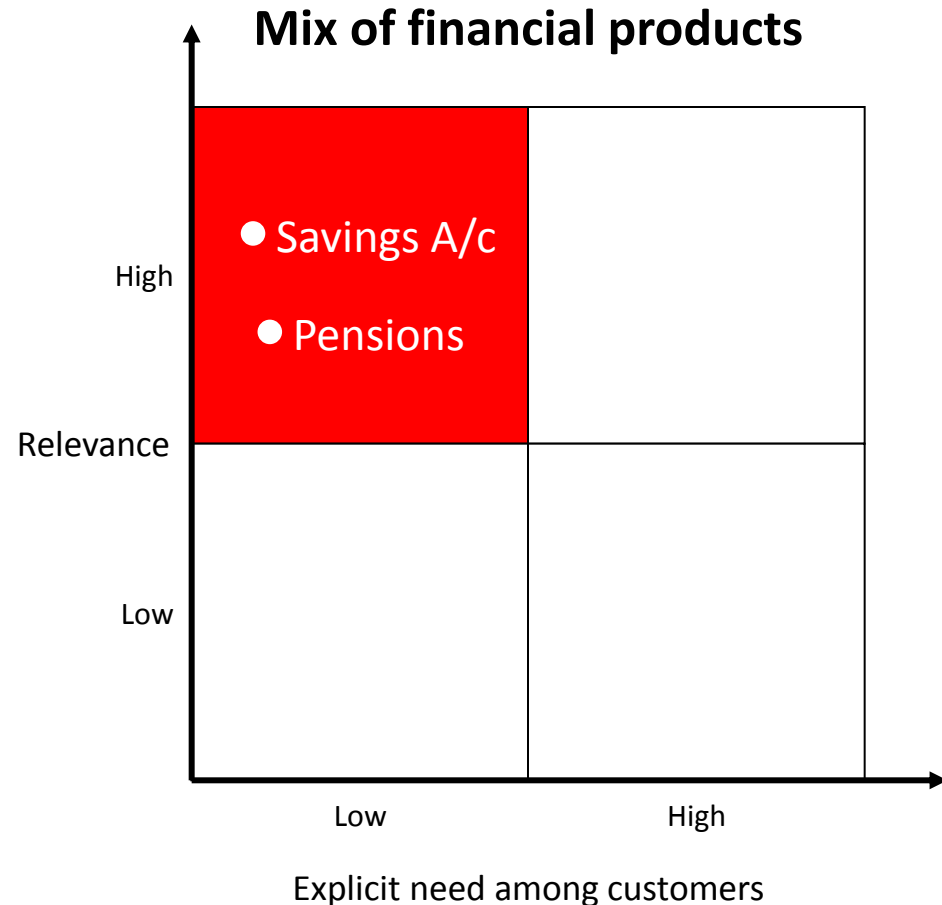 Mix of financial products
Savings A/c
High
Pensions
Relevance
Low
Low High
Explicit need among customers